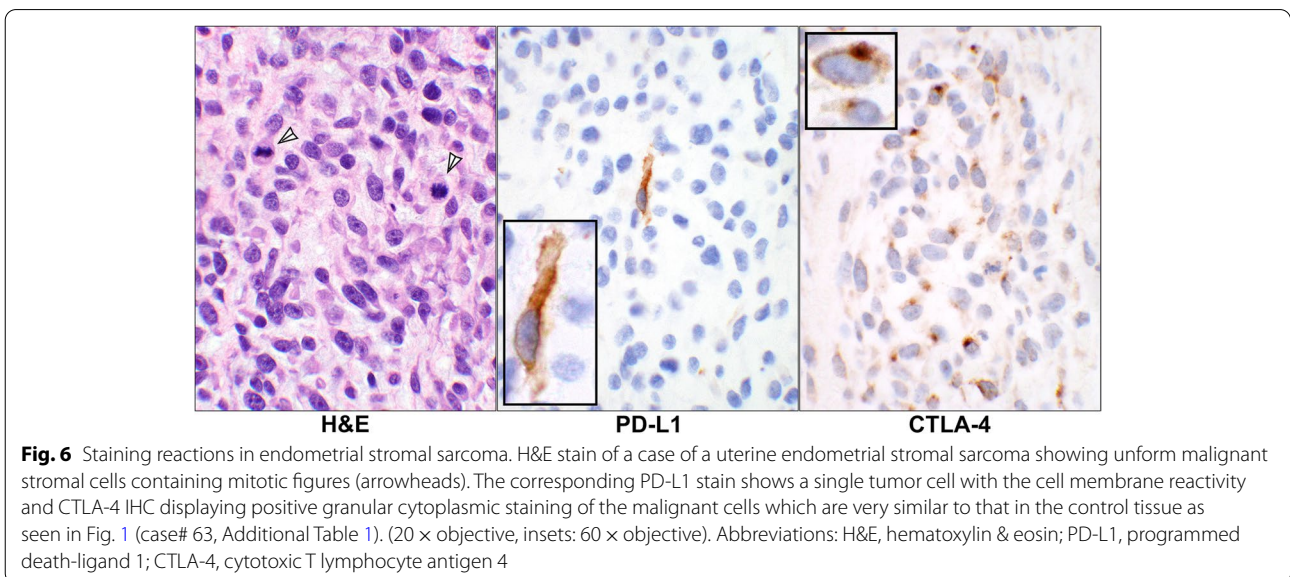 H&E PD-L1 CTLA-4
Fig. 6 Staining reactions in endometrial stromal sarcoma. H&E stain of a case of a uterine endometrial stromal sarcoma showing unform malignant
stromal cells containing mitotic figures (arrowheads). The corresponding PD-L1 stain shows a single tumor cell with the cell membrane reactivity
and CTLA-4 IHC displaying positive granular cytoplasmic staining of the malignant cells which are very similar to that in the control tissue as
seen in Fig. 1 (case# 63, Additional Table 1). (20 × objective, insets: 60 × objective). Abbreviations: H&E, hematoxylin & eosin; PD-L1, programmed
death-ligand 1; CTLA-4, cytotoxic T lymphocyte antigen 4